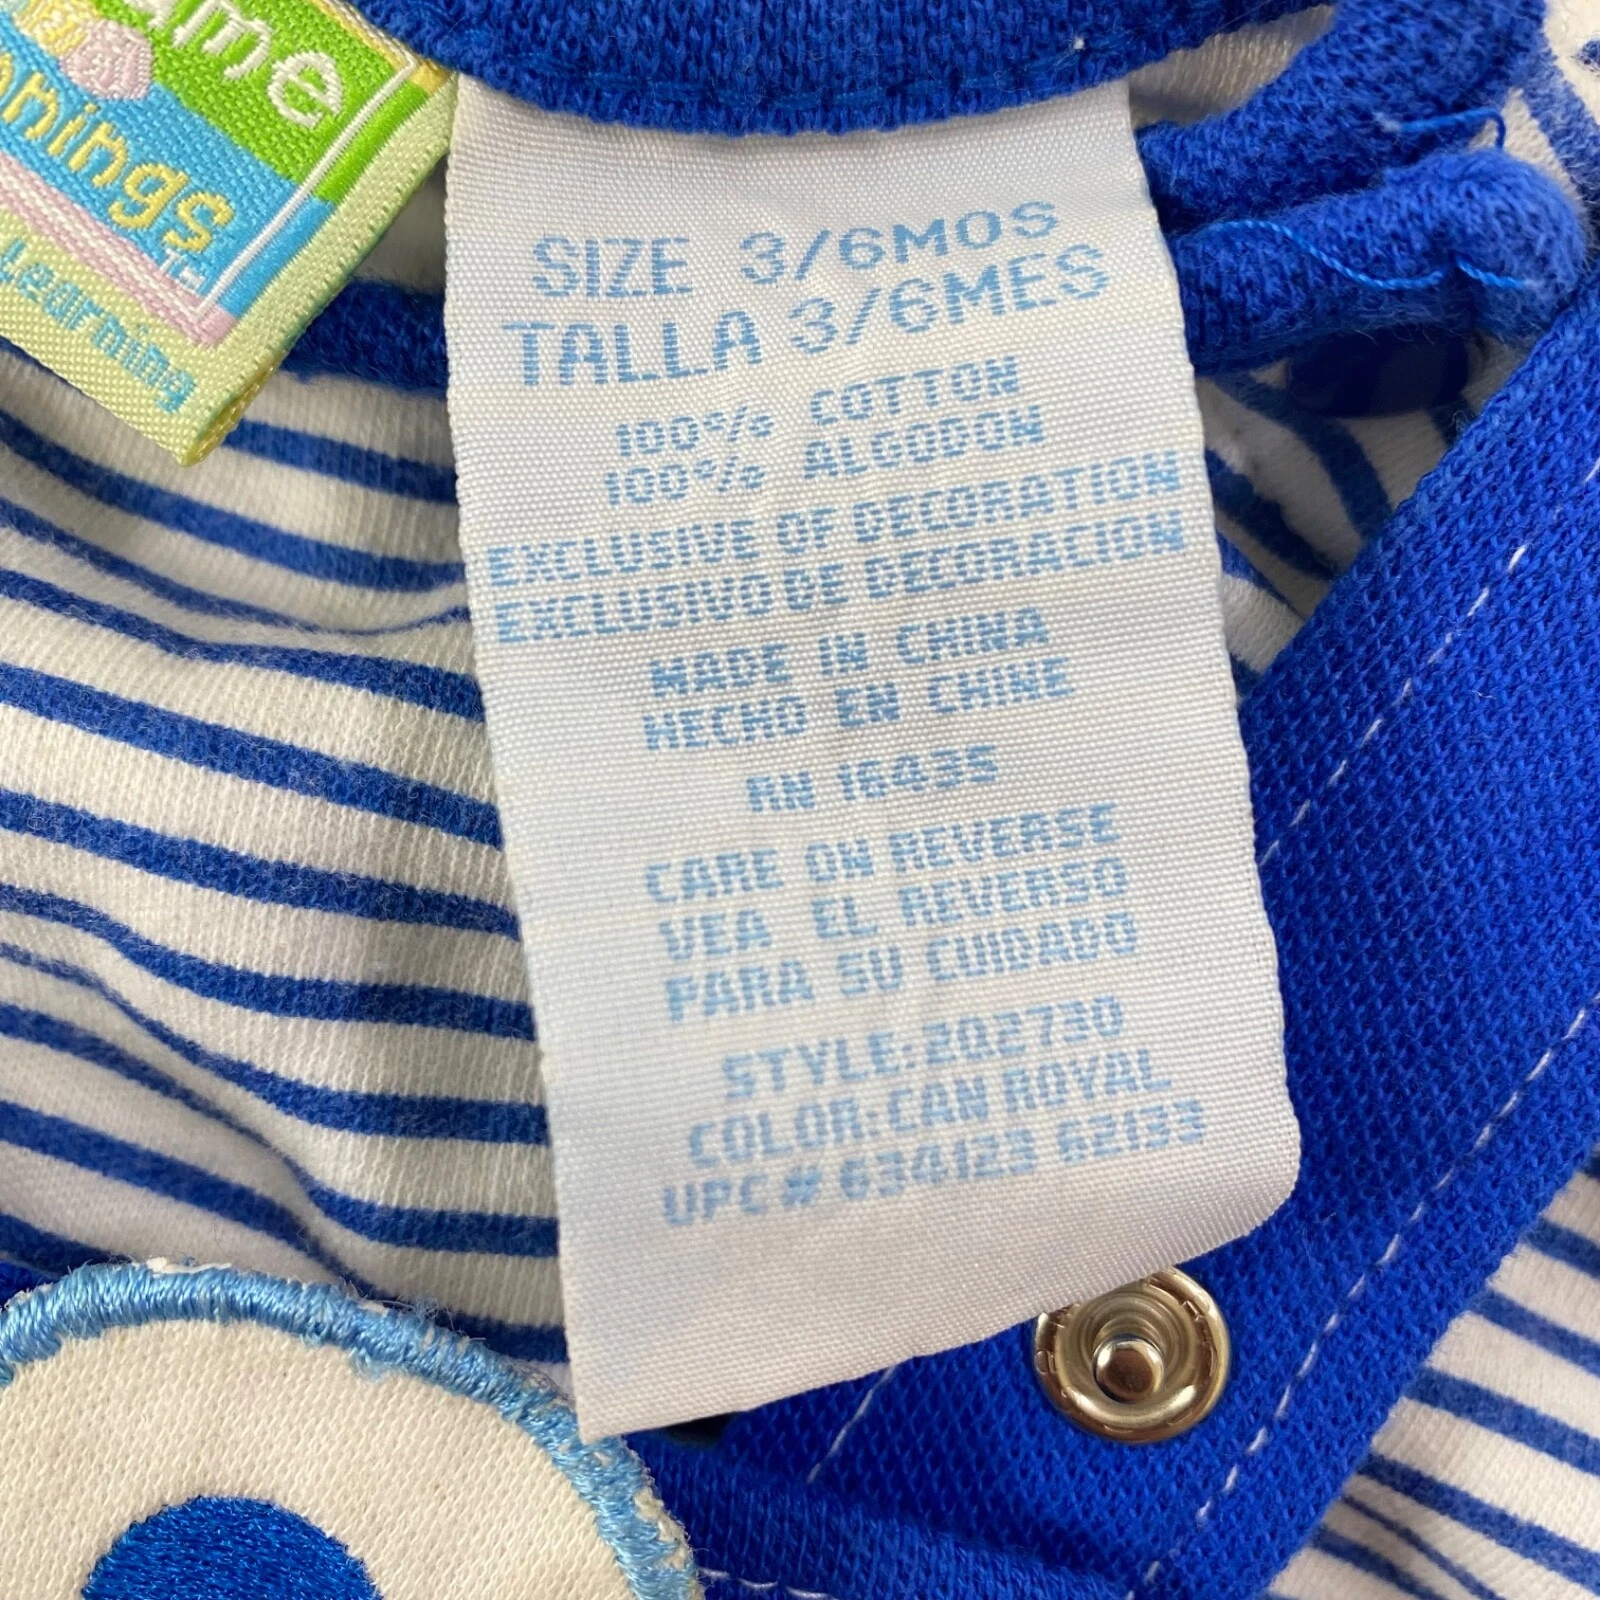 nnings
Learning
SIZE 3/6MOS
TALLA 3/6MES
100% COTTON
100% ALGODON
EXCLUSIVE OF DECORATION
EXCLUSIVO DE DECORACION
MADE IN CHINA
HECHO EN CHINE
RN 16435
CARE ON REVERSE
VEA EL REVERSO
PARA SU CUIDADO
STYLE:202730
COLOR:CAN ROYAL
UPC# 634123 62133